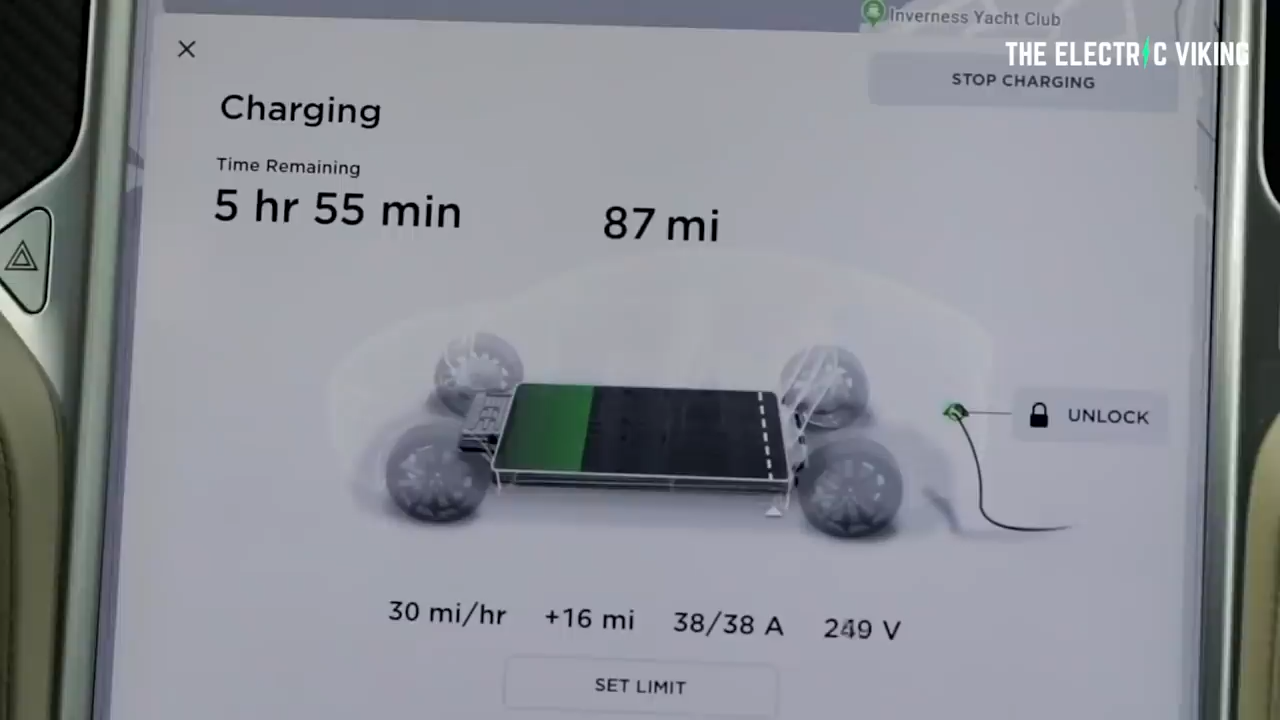 Inverness Yacht Club
THE ELECTRIC VIKING
STOP CHARGING
Charging
Time Remaining
5 hr 55 min
87 mi
UNLOCK
30 mi/hr +16 mi 38/38 A 249 V
SET LIMIT